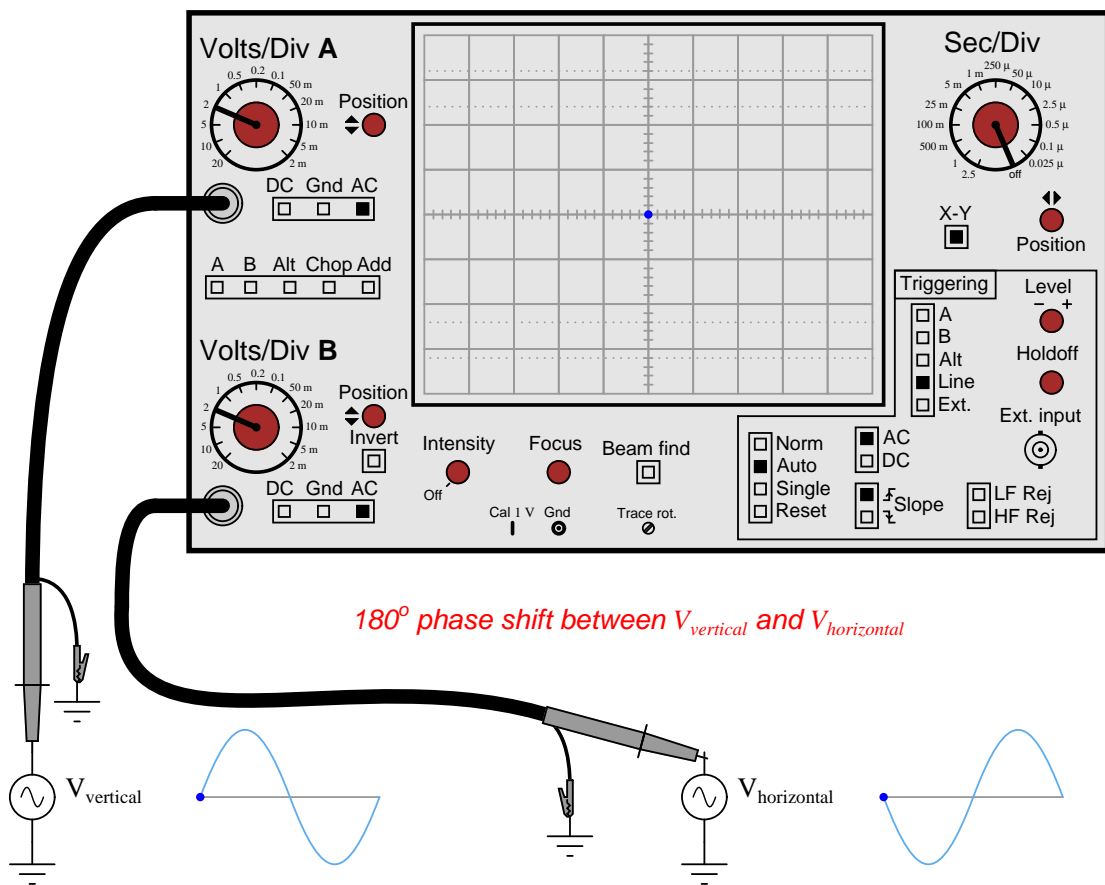 Volts/Div A
0.5 0.2 0.1
1 50 m
2 20 m
5 10 m
10 5 m
20 2 m
Position
DC Gnd AC
A B Alt Chop Add
Volts/Div B
0.5 0.2 0.1
1 50 m
2 20 m
5 10 m
10 5 m
20 2 m
Position
Invert
DC Gnd AC
Intensity
Off
Focus
Beam find
Cal 1 V Gnd Trace rot.
Sec/Div
250 µ
1 m 50 µ
5 m 10 µ
25 m 2.5 µ
100 m 0.5 µ
500 m 0.1 µ
1 0.025 µ
2.5 off
X-Y
Position
Triggering
A
B
Alt
Line
Ext.
Level
− +
Holdoff
Ext. input
Norm
Auto
Single
Reset
AC
DC
Slope
LF Rej
HF Rej
180° phase shift between Vvertical and Vhorizontal
Vvertical
Vhorizontal